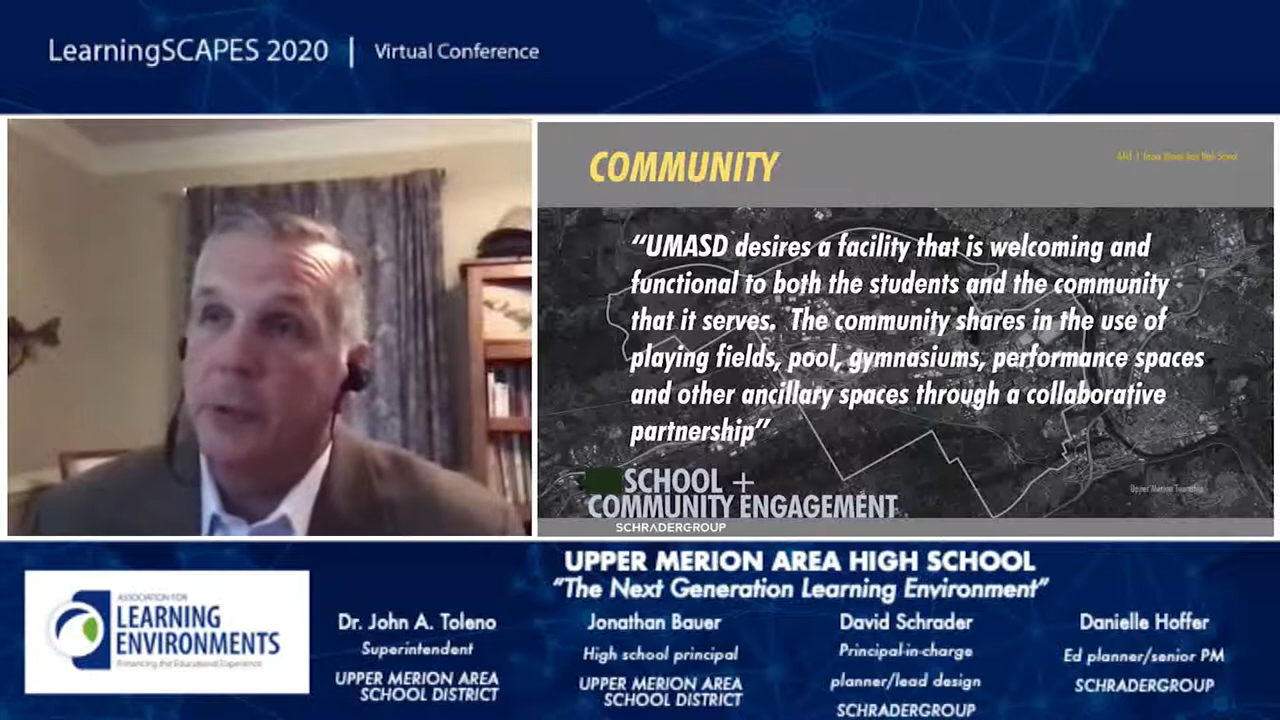 LearningSCAPES 2020 | Virtual Conference
COMMUNITY
“UMASD desires a facility that is welcoming and
functional to both the students and the community
that it serves. The community shares in the use of
playing fields, pool, gymnasiums, performance spaces
and other ancillary spaces through a collaborative
partnership”
SCHOOL +
COMMUNITY ENGAGEMENT
Upper Merion Township
SCHRADERGROUP
UPPER MERION AREA HIGH SCHOOL
“The Next Generation Learning Environment”
ASSOCIATION FOR
LEARNING
ENVIRONMENTS
Enhancing the Educational Experience
Dr. John A. Toleno
Superintendent
UPPER MERION AREA
SCHOOL DISTRICT
Jonathan Bauer
High school principal
UPPER MERION AREA
SCHOOL DISTRICT
David Schrader
Principal-in-charge
planner/lead design
SCHRADERGROUP
Danielle Hoffer
Ed planner/senior PM
SCHRADERGROUP